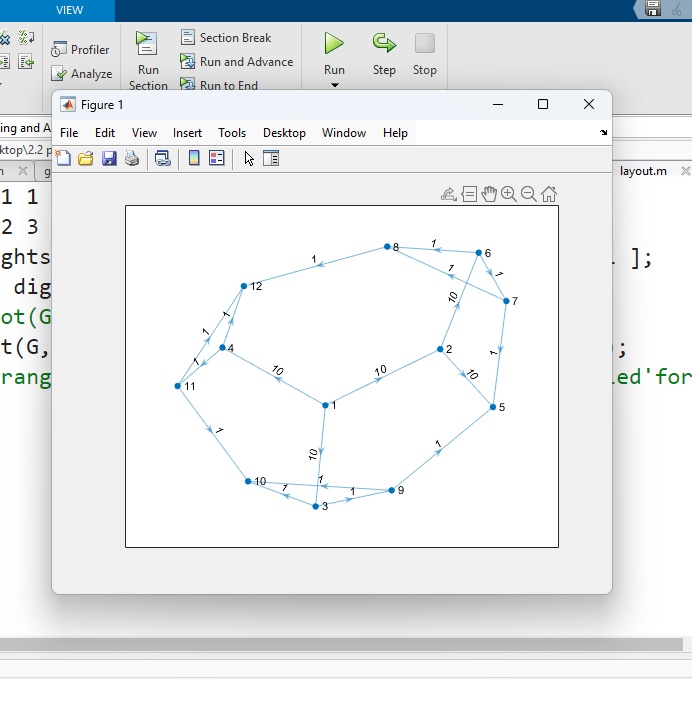 VIEW
Profiler
Analyze
Run
Section
Section Break
Run and Advance
Run to End
Run
Step
Stop
Figure 1
ing and A
File Edit View Insert Tools Desktop Window Help
ktop\2.2 p
layout.m
1 1
2 3
ghts
];
dig
ot(G
t(G,
);
rang
led'for
8
1
6
1
1
1
12
7
10
1
1
4
2
1
1
10
10
10
11
1
5
1
1
10
1
10
1
1
1
9
3